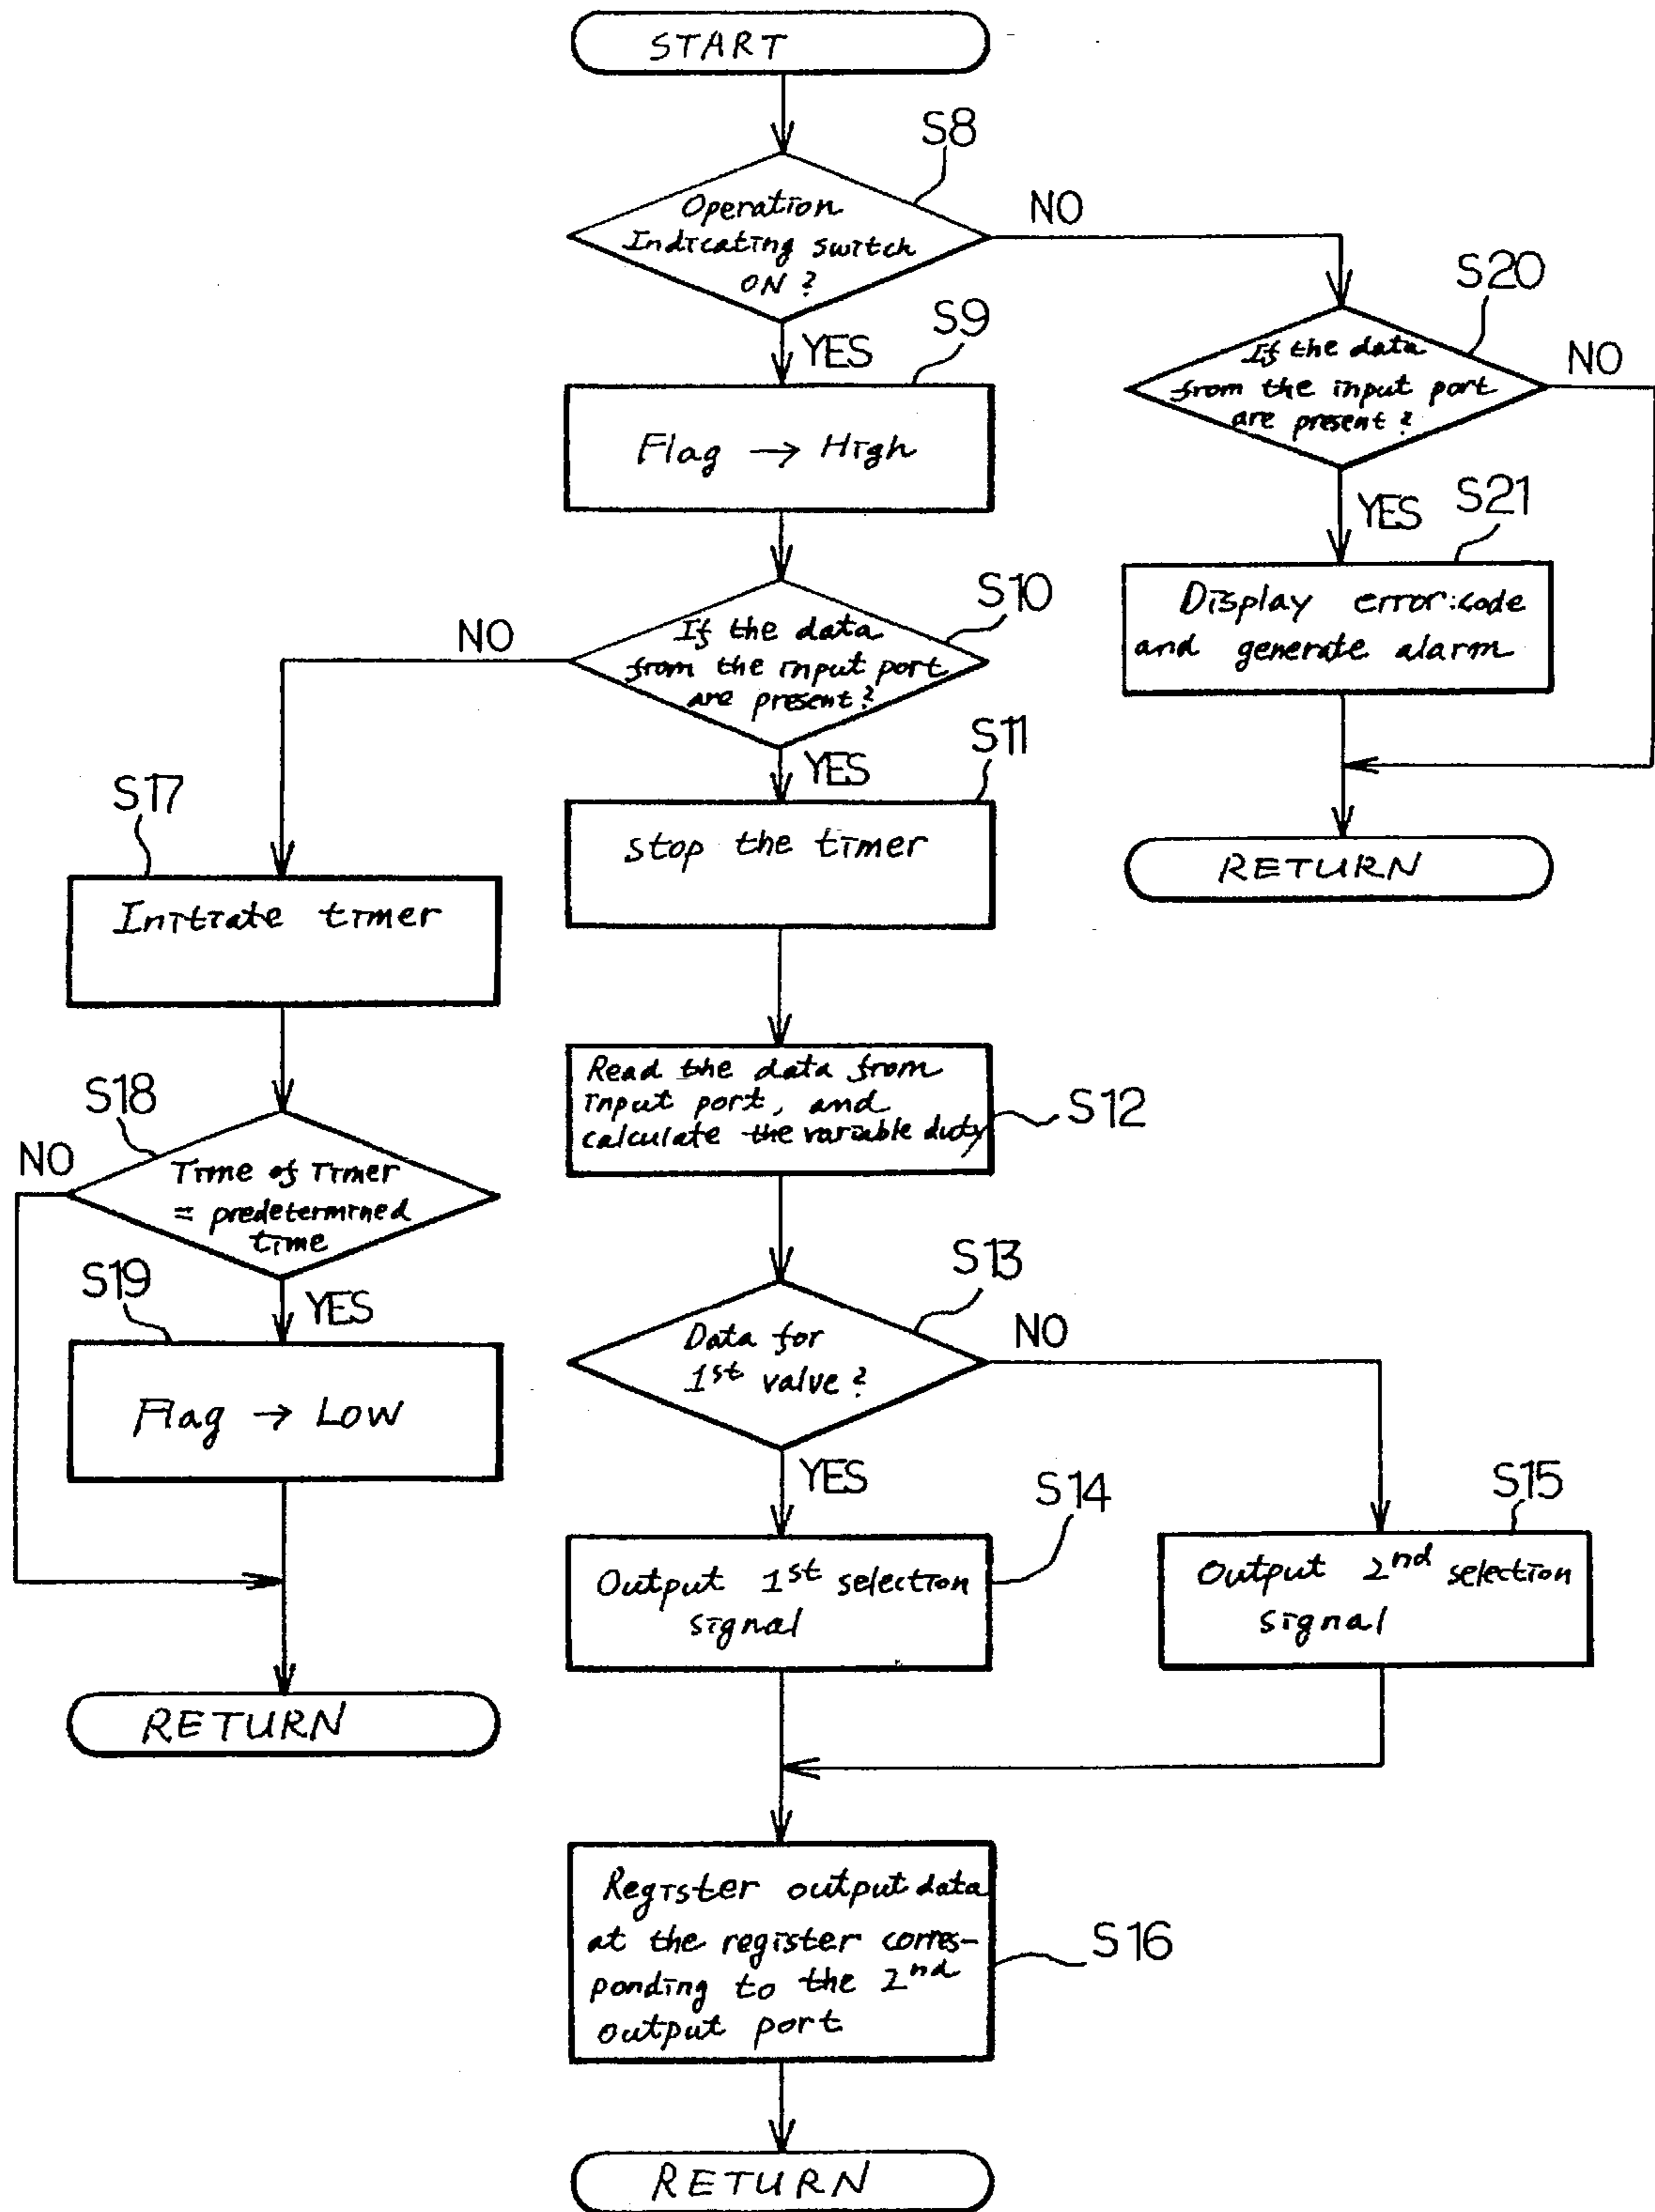 START
S8
Operation
Indicating switch
ON ?
NO
YES
S9
Flag → High
S20
If the data
from the input port
are present ?
NO
YES
S21
Display error:code
and generate alarm
RETURN
S10
If the data
from the input port
are present ?
NO
YES
S11
stop the timer
S17
Initiate timer
S12
Read the data from
input port, and
calculate the variable duty
S18
Time of Timer
= predetermined
time
NO
YES
S19
Flag → Low
RETURN
S13
Data for
1st value ?
NO
YES
S14
Output 1st selection
signal
S15
Output 2nd selection
signal
S16
Register output data
at the register corres-
ponding to the 2nd
output port
RETURN